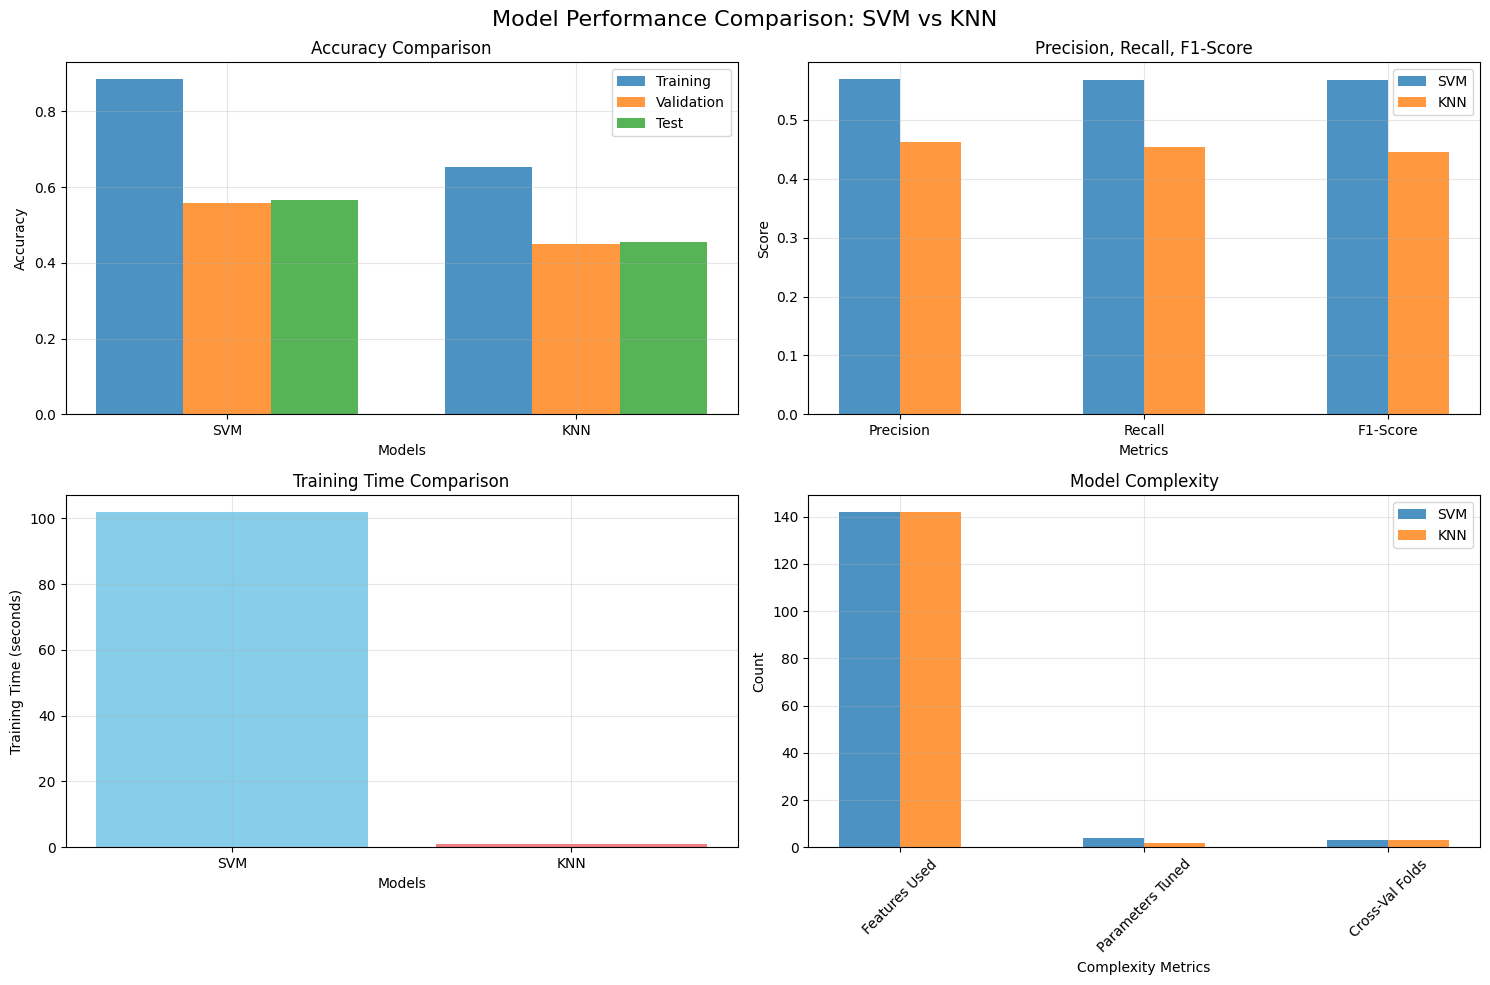 Model Performance Comparison: SVM vs KNN
Accuracy Comparison
Accuracy
0.8
0.6
0.4
0.2
0.0
Training
Validation
Test
SVM
KNN
Models
Precision, Recall, F1-Score
Score
0.5
0.4
0.3
0.2
0.1
0.0
SVM
KNN
Precision
Recall
F1-Score
Metrics
Training Time Comparison
Training Time (seconds)
100
80
60
40
20
0
SVM
KNN
Models
Model Complexity
Count
140
120
100
80
60
40
20
0
SVM
KNN
Features Used
Parameters Tuned
Cross-Val Folds
Complexity Metrics